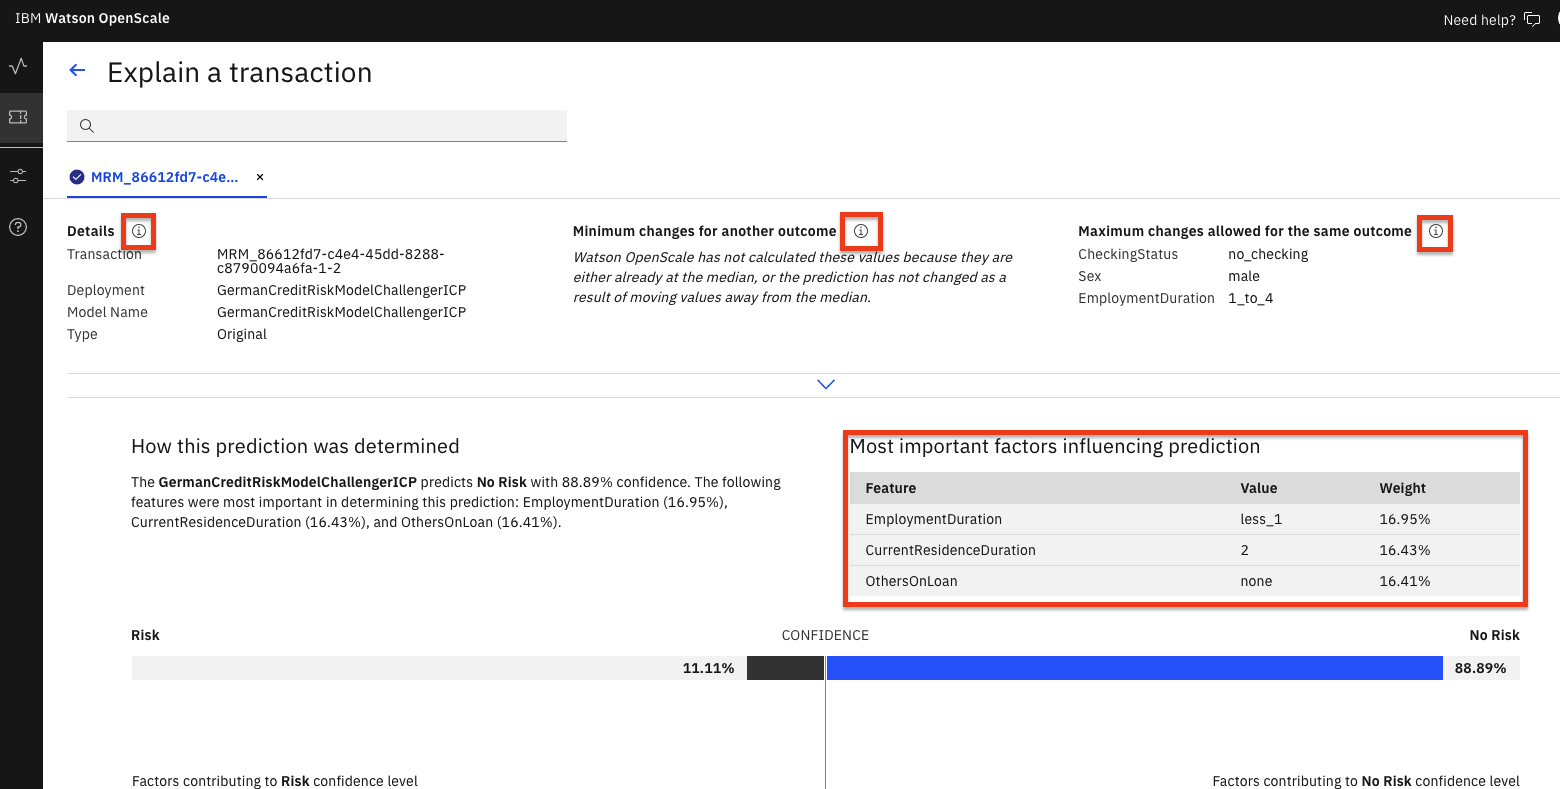 IBM Watson OpenScale
Need help?
Explain a transaction
MRM_86612fd7-c4e...
×
Details
Transaction
MRM_86612fd7-c4e4-45dd-8288-
c8790094a6fa-1-2
Deployment
GermanCreditRiskModelChallengerICP
Model Name
GermanCreditRiskModelChallengerICP
Type
Original
Minimum changes for another outcome
Watson OpenScale has not calculated these values because they are
either already at the median, or the prediction has not changed as a
result of moving values away from the median.
Maximum changes allowed for the same outcome
CheckingStatus
no_checking
Sex
male
EmploymentDuration
1_to_4
How this prediction was determined
The GermanCreditRiskModelChallengerICP predicts No Risk with 88.89% confidence. The following
features were most important in determining this prediction: EmploymentDuration (16.95%),
CurrentResidenceDuration (16.43%), and OthersOnLoan (16.41%).
Most important factors influencing prediction
Feature Value Weight
EmploymentDuration less_1 16.95%
CurrentResidenceDuration 2 16.43%
OthersOnLoan none 16.41%
Risk
CONFIDENCE
No Risk
11.11%
88.89%
Factors contributing to Risk confidence level
Factors contributing to No Risk confidence level